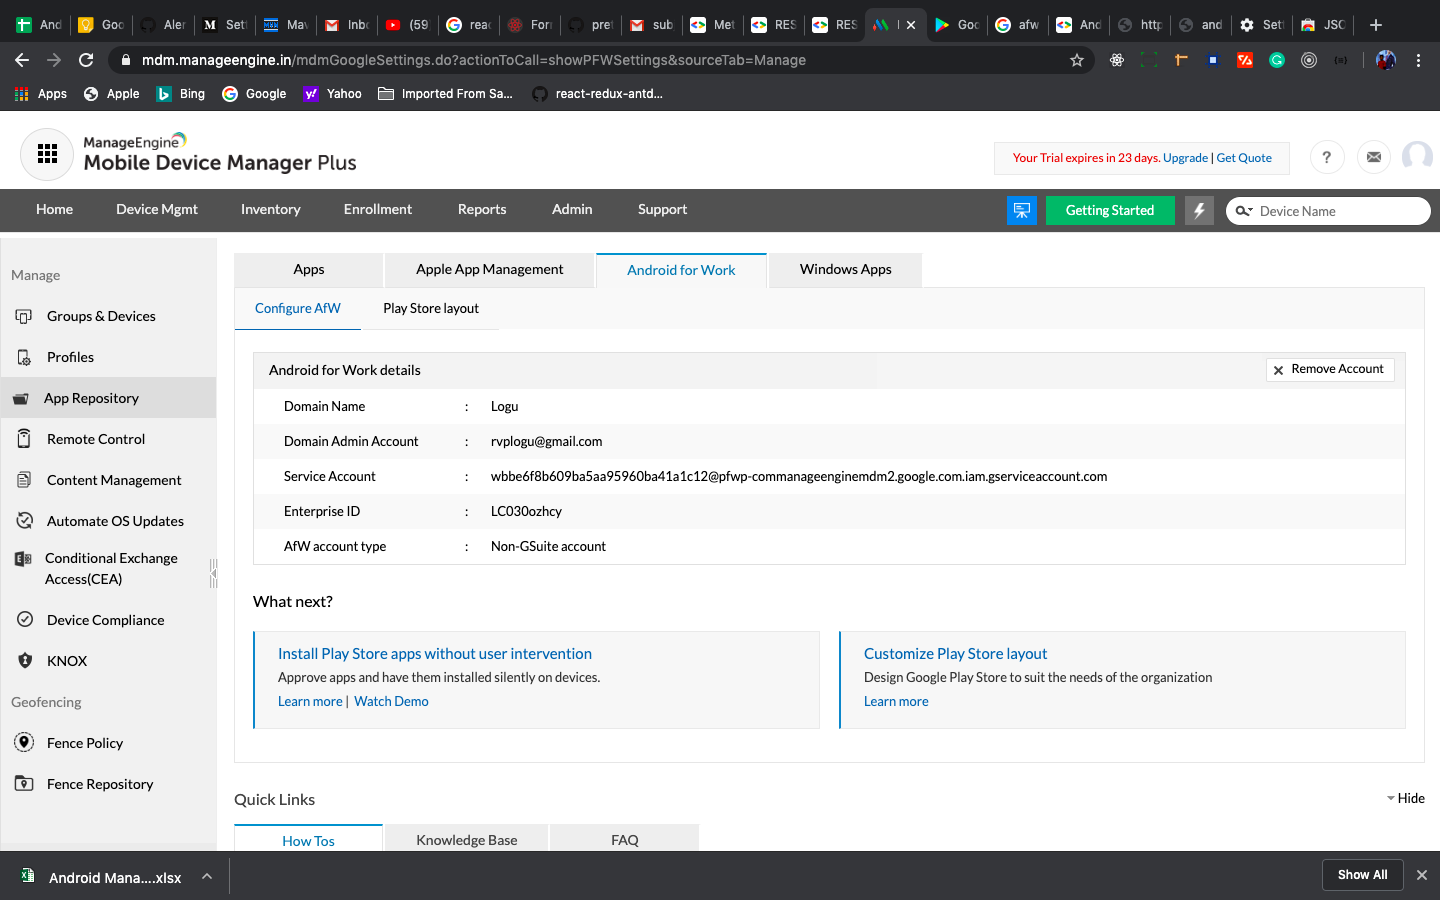 And
Goo
Aler
Set
May
Inbo
(59
reac
Forr
pret
sub
Met
RES
RES
Goo
afw
And
http
and
Sett
JSO
mdm.manageengine.in/mdmGoogleSettings.do?actionToCall=showPFWSettings&sourceTab=Manage
Apps
Apple
Bing
Google
Yahoo
Imported From Sa...
react-redux-antd...
ManageEngine
Mobile Device Manager Plus
Your Trial expires in 23 days. Upgrade | Get Quote
?
Home
Device Mgmt
Inventory
Enrollment
Reports
Admin
Support
Getting Started
Device Name
Manage
Groups & Devices
Profiles
App Repository
Remote Control
Content Management
Automate OS Updates
Conditional Exchange
Access(CEA)
Device Compliance
KNOX
Geofencing
Fence Policy
Fence Repository
Apps
Apple App Management
Android for Work
Windows Apps
Configure AfW
Play Store layout
Android for Work details
Remove Account
Domain Name : Logu
Domain Admin Account : rvplogu@gmail.com
Service Account : wbbe6f8b609ba5aa95960ba41a1c12@pfwp-commanageenginemdm2.google.com.iam.gserviceaccount.com
Enterprise ID : LC030ozhcy
AfW account type : Non-GSuite account
What next?
Install Play Store apps without user intervention
Approve apps and have them installed silently on devices.
Learn more | Watch Demo
Customize Play Store layout
Design Google Play Store to suit the needs of the organization
Learn more
Quick Links
Hide
How Tos
Knowledge Base
FAQ
Android Mana....xlsx
Show All